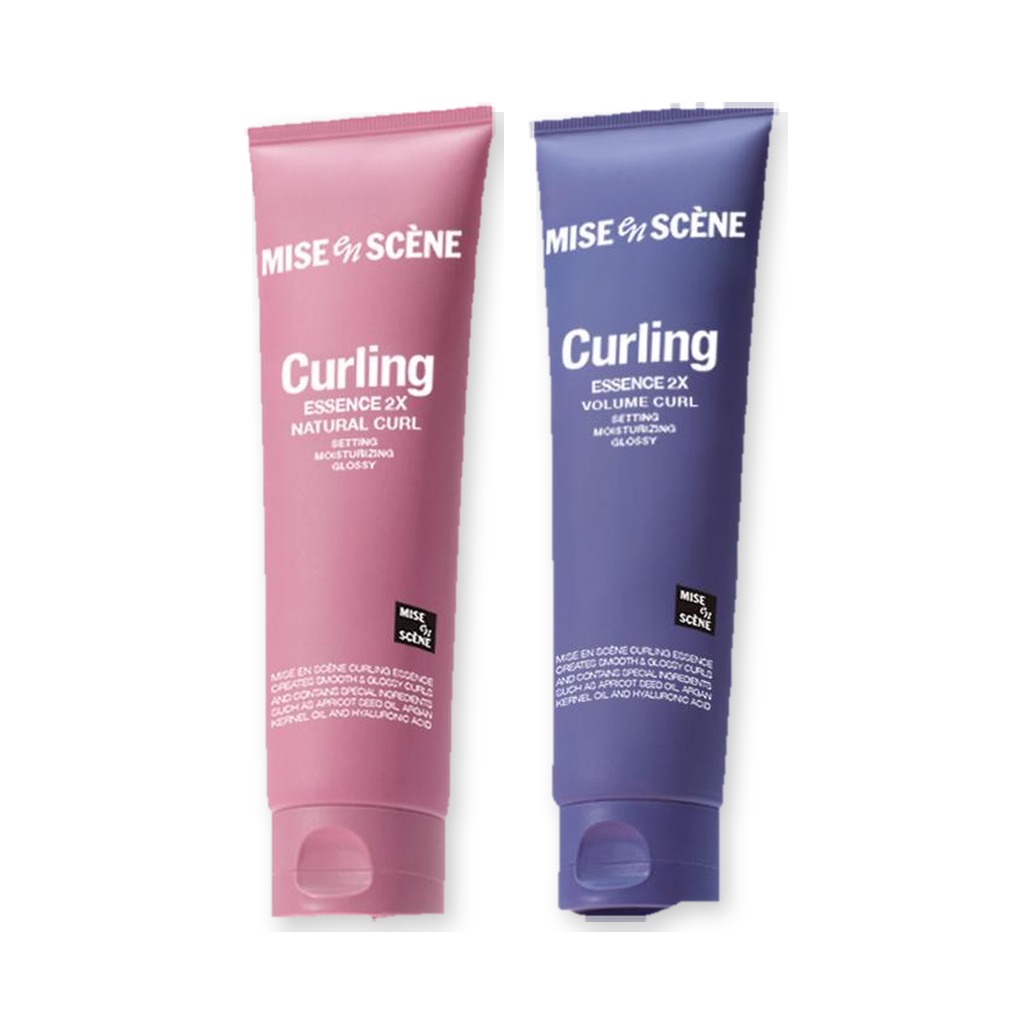 MISE en SCÈNE
Curling
ESSENCE 2X
NATURAL CURL
SETTING
MOISTURIZING
GLOSSY
MISE
en
SCÈNE
MISE EN SCÈNE CURLING ESSENCE
CREATES SMOOTH & GLOSSY CURLS
AND CONTAINS SPECIAL INGREDIENTS
SUCH AS APRICOT SEED OIL, ARGAN
KERNEL OIL AND HYALURONIC ACID
MISE en SCÈNE
Curling
ESSENCE 2X
VOLUME CURL
SETTING
MOISTURIZING
GLOSSY
MISE
en
SCÈNE
MISE EN SCÈNE CURLING ESSENCE
CREATES SMOOTH & GLOSSY CURLS
AND CONTAINS SPECIAL INGREDIENTS
SUCH AS APRICOT SEED OIL, ARGAN
KERNEL OIL AND HYALURONIC ACID